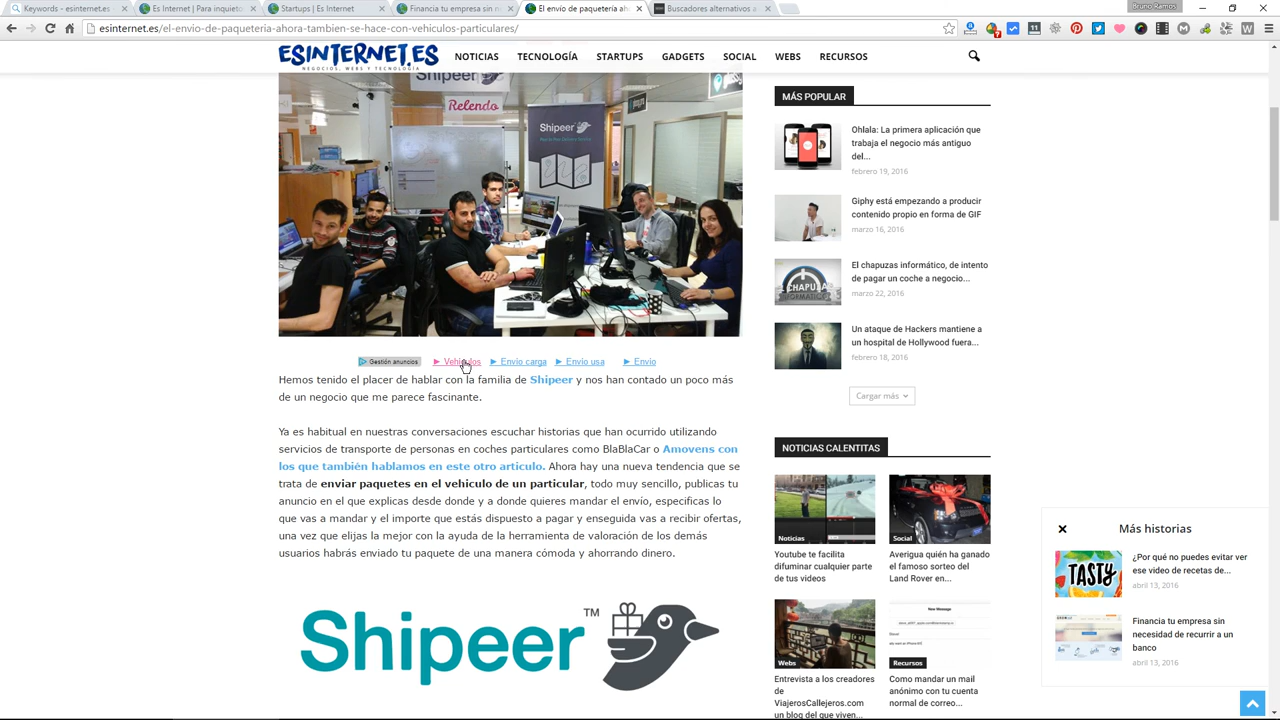 Keywords – esinternet.es
Es Internet | Para inquieto
Startups | Es Internet
Financia tu empresa sin n
El envío de paquetería ah
Buscadores alternativos a
Bruno Ramos
esinternet.es/el-envio-de-paqueteria-ahora-tambien-se-hace-con-vehiculos-particulares/
ESINTERNET.ES
NEGOCIOS, WEBS Y TECNOLOGÍA
NOTICIAS
TECNOLOGÍA
STARTUPS
GADGETS
SOCIAL
WEBS
RECURSOS
Shipeer
Relendo
Shipeer
Gestión anuncios
► Vehiculos
► Envio carga
► Envio usa
► Envio
Hemos tenido el placer de hablar con la familia de Shipeer y nos han contado un poco más
de un negocio que me parece fascinante.
Ya es habitual en nuestras conversaciones escuchar historias que han ocurrido utilizando
servicios de transporte de personas en coches particulares como BlaBlaCar o Amovens con
los que también hablamos en este otro artículo. Ahora hay una nueva tendencia que se
trata de enviar paquetes en el vehículo de un particular, todo muy sencillo, publicas tu
anuncio en el que explicas desde donde y a donde quieres mandar el envío, especificas lo
que vas a mandar y el importe que estás dispuesto a pagar y enseguida vas a recibir ofertas,
una vez que elijas la mejor con la ayuda de la herramienta de valoración de los demás
usuarios habrás enviado tu paquete de una manera cómoda y ahorrando dinero.
Shipeer™
MÁS POPULAR
Ohlala: La primera aplicación que
trabaja el negocio más antiguo
del...
febrero 19, 2016
Giphy está empezando a producir
contenido propio en forma de GIF
marzo 16, 2016
CHAPUZAS
INFORMÁTICO
El chapuzas informático, de intento
de pagar un coche a negocio...
marzo 22, 2016
Un ataque de Hackers mantiene a
un hospital de Hollywood fuera...
febrero 18, 2016
Cargar más
NOTICIAS CALENTITAS
Noticias
Youtube te facilita
difuminar cualquier parte
de tus videos
Social
Averigua quién ha ganado
el famoso sorteo del
Land Rover en...
Webs
Entrevista a los creadores
de
ViajerosCallejeros.com
un blog del que viven...
New Message
Recursos
Como mandar un mail
anónimo con tu cuenta
normal de correo...
Más historias
TASTY
¿Por qué no puedes evitar ver
ese video de recetas de...
abril 13, 2016
Financia tu empresa sin
necesidad de recurrir a un
banco
abril 13, 2016